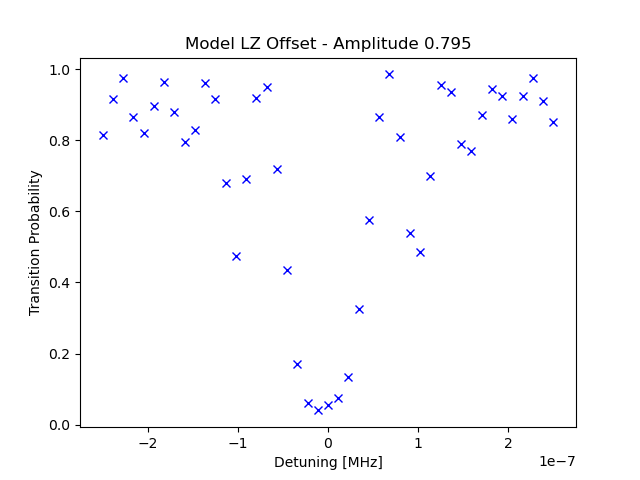 Model LZ Offset - Amplitude 0.795
1.0
0.8
0.6
0.4
0.2
0.0
Transition Probability
−2
−1
0
1
2
Detuning [MHz]
1e−7